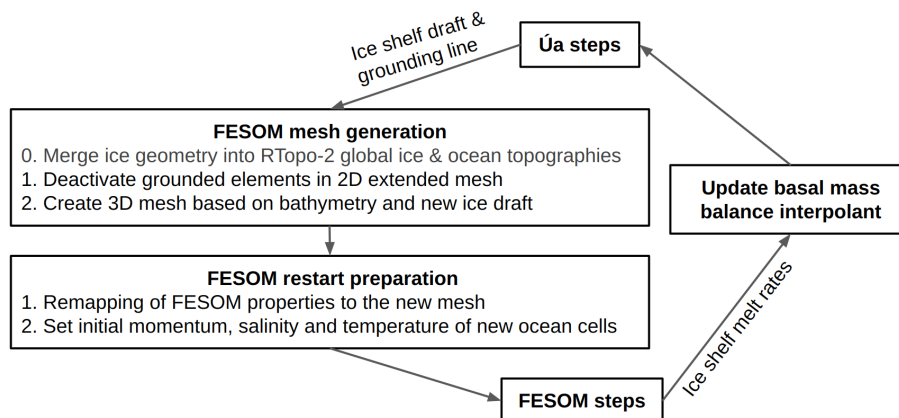 Ice shelf draft &
grounding line
Úa steps
FESOM mesh generation
0. Merge ice geometry into RTopo-2 global ice & ocean topographies
1. Deactivate grounded elements in 2D extended mesh
2. Create 3D mesh based on bathymetry and new ice draft
Update basal mass
balance interpolant
FESOM restart preparation
1. Remapping of FESOM properties to the new mesh
2. Set initial momentum, salinity and temperature of new ocean cells
Ice shelf melt rates
FESOM steps